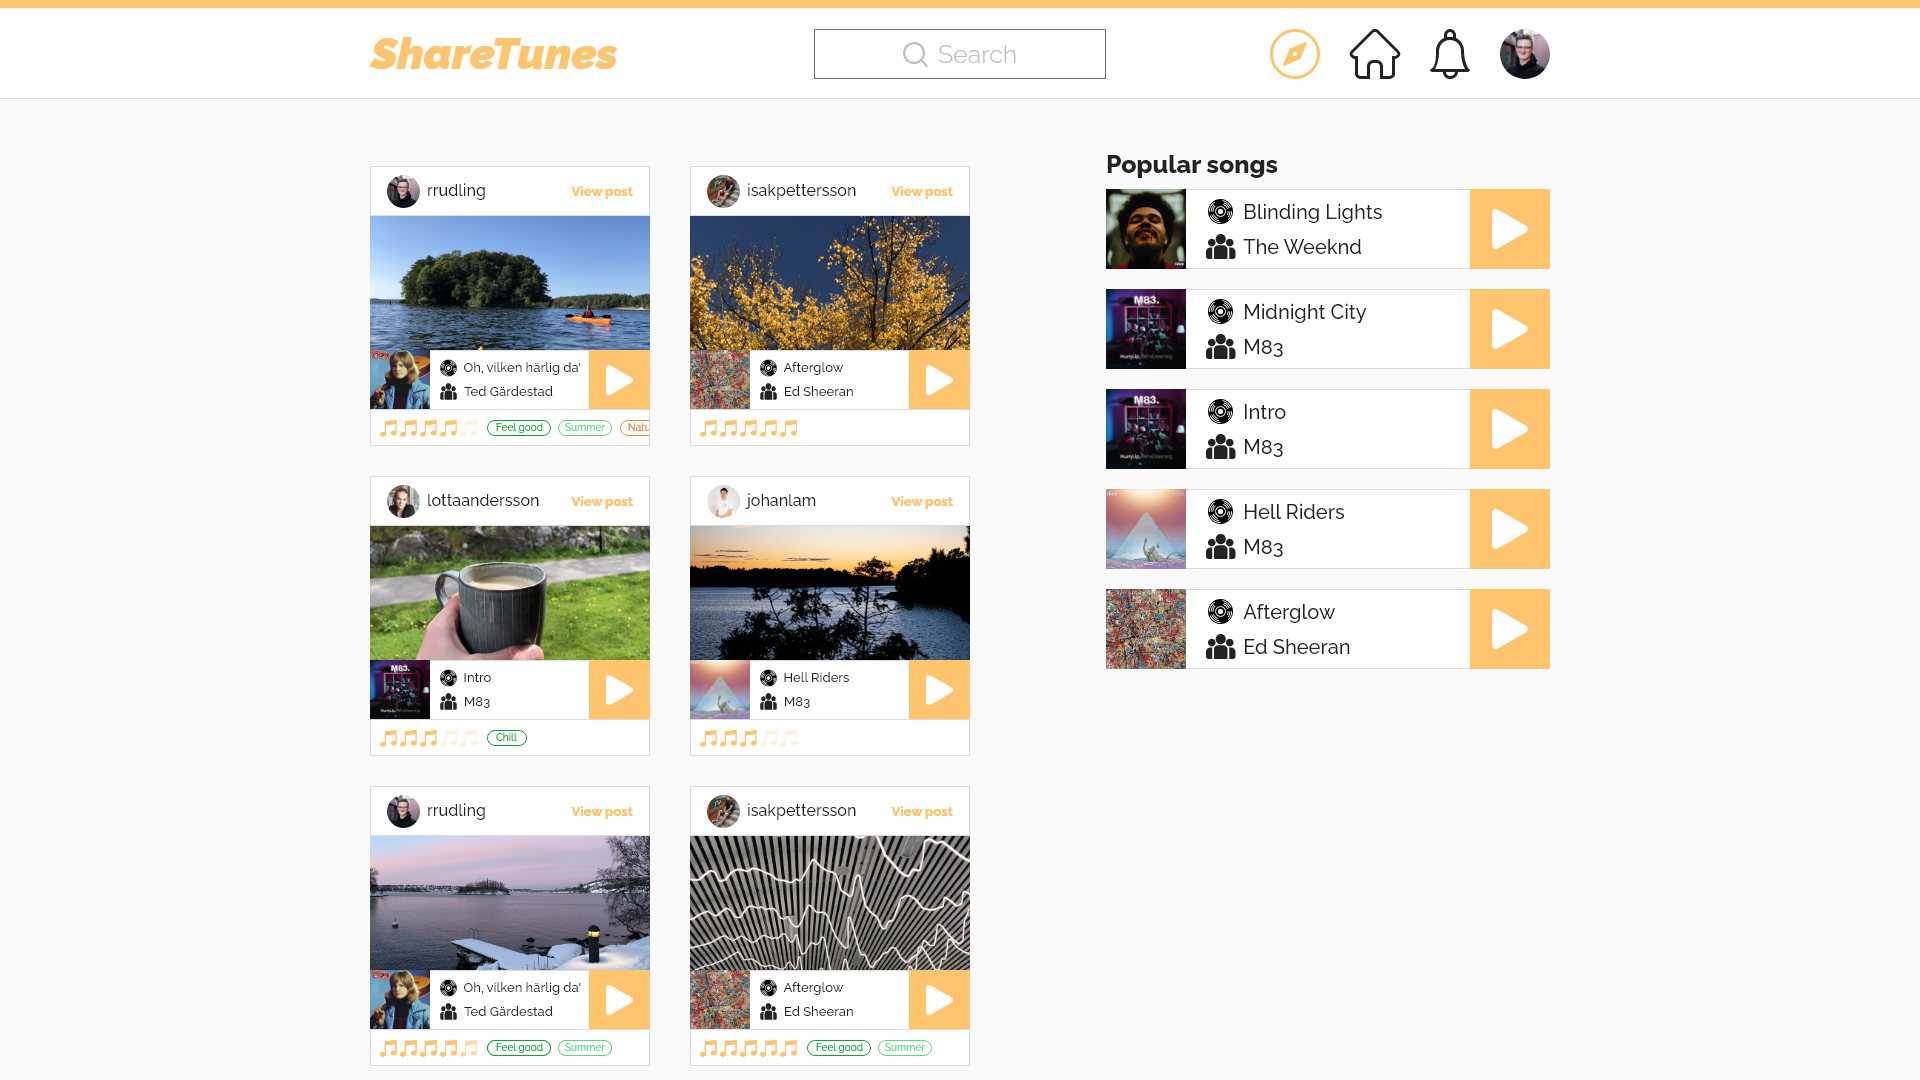 ShareTunes
Search
rrudling
View post
Oh, vilken härlig da'
Ted Gärdestad
Feel good
Summer
isakpettersson
View post
Afterglow
Ed Sheeran
lottaandersson
View post
M83.
Intro
M83
Chill
johanlam
View post
Hell Riders
M83
rrudling
View post
Oh, vilken härlig da'
Ted Gärdestad
Feel good
Summer
isakpettersson
View post
Afterglow
Ed Sheeran
Feel good
Summer
Popular songs
Blinding Lights
The Weeknd
M83.
Midnight City
M83
M83.
Intro
M83
Hell Riders
M83
Afterglow
Ed Sheeran